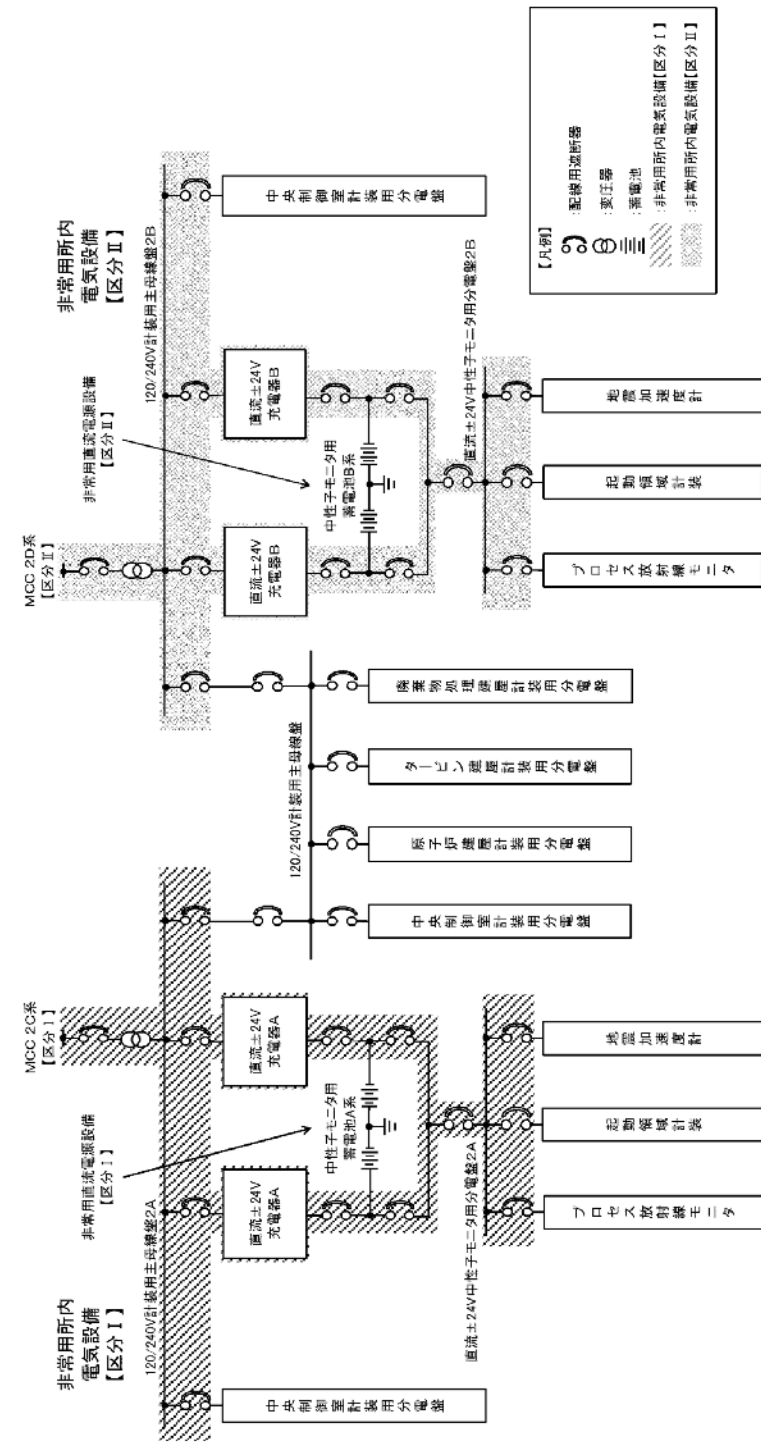 非常用所内
電気設備
【区分Ⅰ】
非常用直流電源設備
【区分Ⅰ】
MCC 2C系
【区分Ⅰ】
120/240V計装用主母線盤2A
中央制御室計装用分電盤
直流±24V
充電器A
直流±24V
充電器A
中性子モニタ用
蓄電池A系
直流±24V中性子モニタ用分電盤2A
プロセス放射線モニタ
起動領域計装
地震加速度計
120/240V計装用主母線盤
中央制御室計装用分電盤
原子炉建屋計装用分電盤
タービン建屋計装用分電盤
廃棄物処理建屋計装用分電盤
MCC 2D系
【区分Ⅱ】
非常用直流電源設備
【区分Ⅱ】
非常用所内
電気設備
【区分Ⅱ】
120/240V計装用主母線盤2B
直流±24V
充電器B
直流±24V
充電器B
中性子モニタ用
蓄電池B系
中央制御室計装用分電盤
直流±24V中性子モニタ用分電盤2B
プロセス放射線モニタ
起動領域計装
地震加速度計
【凡例】
:配線用遮断器
:変圧器
:蓄電池
:非常用所内電気設備【区分Ⅰ】
:非常用所内電気設備【区分Ⅱ】